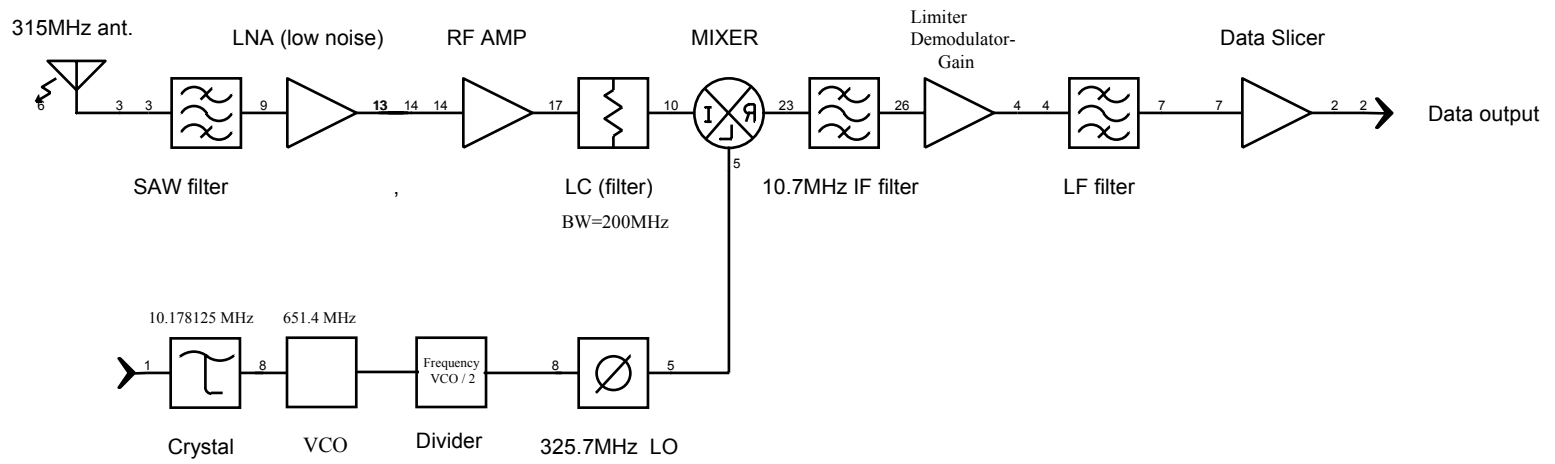 315MHz ant.
LNA (low noise)
RF AMP
MIXER
Limiter
Demodulator-
Gain
Data Slicer
6
3
3
9
13
14
14
17
10
I
R
L
23
26
4
4
7
7
2
2
Data output
SAW filter
,
LC (filter)
BW=200MHz
5
10.7MHz IF filter
LF filter
10.178125 MHz
651.4 MHz
1
8
Frequency
VCO / 2
8
5
Crystal
VCO
Divider
325.7MHz LO